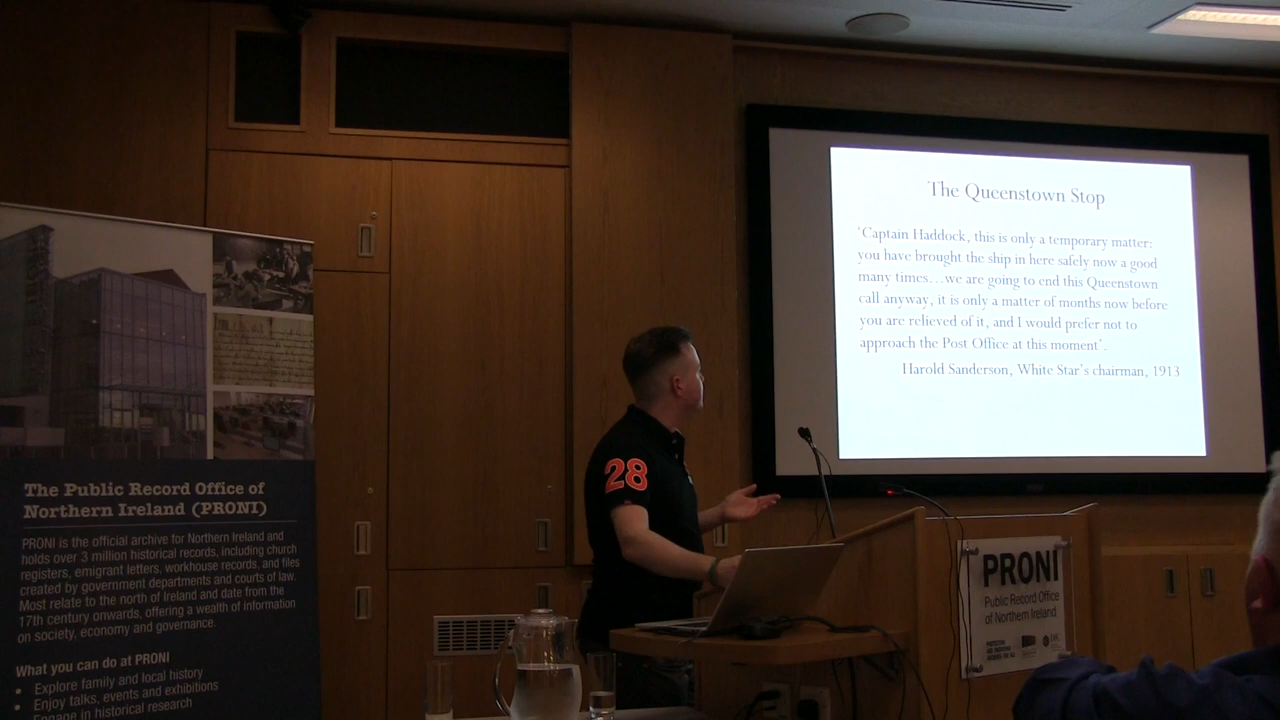 The Queenstown Stop
'Captain Haddock, this is only a temporary matter:
you have brought the ship in here safely now a good
many times...we are going to end this Queenstown
call anyway, it is only a matter of months now before
you are relieved of it, and I would prefer not to
approach the Post Office at this moment'.
Harold Sanderson, White Star's chairman, 1913
28
The Public Record Office of
Northern Ireland (PRONI)
PRONI is the official archive for Northern Ireland and
holds over 3 million historical records, including church
registers, emigrant letters, workhouse records, and files
created by government departments and courts of law.
Most relate to the north of Ireland and date from the
17th century onwards, offering a wealth of information
on society, economy and governance.
What you can do at PRONI
• Explore family and local history
• Enjoy talks, events and exhibitions
• Engage in historical research
PRONI
Public Record Office
of Northern Ireland